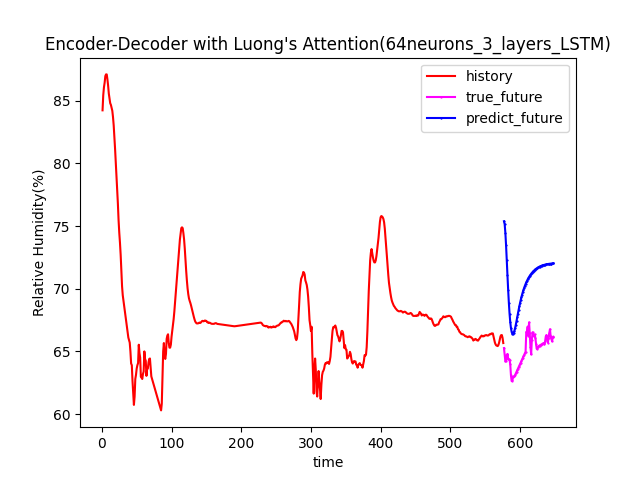 Encoder-Decoder with Luong's Attention(64neurons_3_layers_LSTM)
history
true_future
predict_future
Relative Humidity(%)
85
80
75
70
65
60
0 100 200 300 400 500 600
time